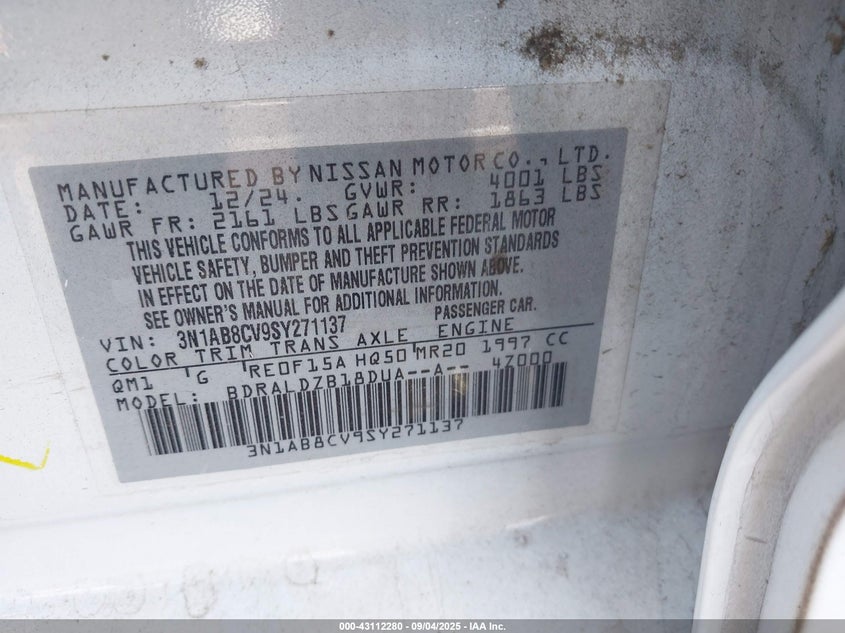 MANUFACTURED BY NISSAN MOTOR CO., LTD.
DATE: 12/24. GVWR: 4001 LBS
GAWR FR: 2161 LBS GAWR RR: 1863 LBS
THIS VEHICLE CONFORMS TO ALL APPLICABLE FEDERAL MOTOR
VEHICLE SAFETY, BUMPER AND THEFT PREVENTION STANDARDS
IN EFFECT ON THE DATE OF MANUFACTURE SHOWN ABOVE.
SEE OWNER'S MANUAL FOR ADDITIONAL INFORMATION.
PASSENGER CAR.
VIN: 3N1AB8CV9SY271137
COLOR TRIM TRANS AXLE ENGINE
QM1 G RE0F15A HQ50 MR20 1997 CC
MODEL: BDRALDZB18DUA--A-- 4Z000
3N1AB8CV9SY271137
000-43112280 - 09/04/2025 - IAA Inc.